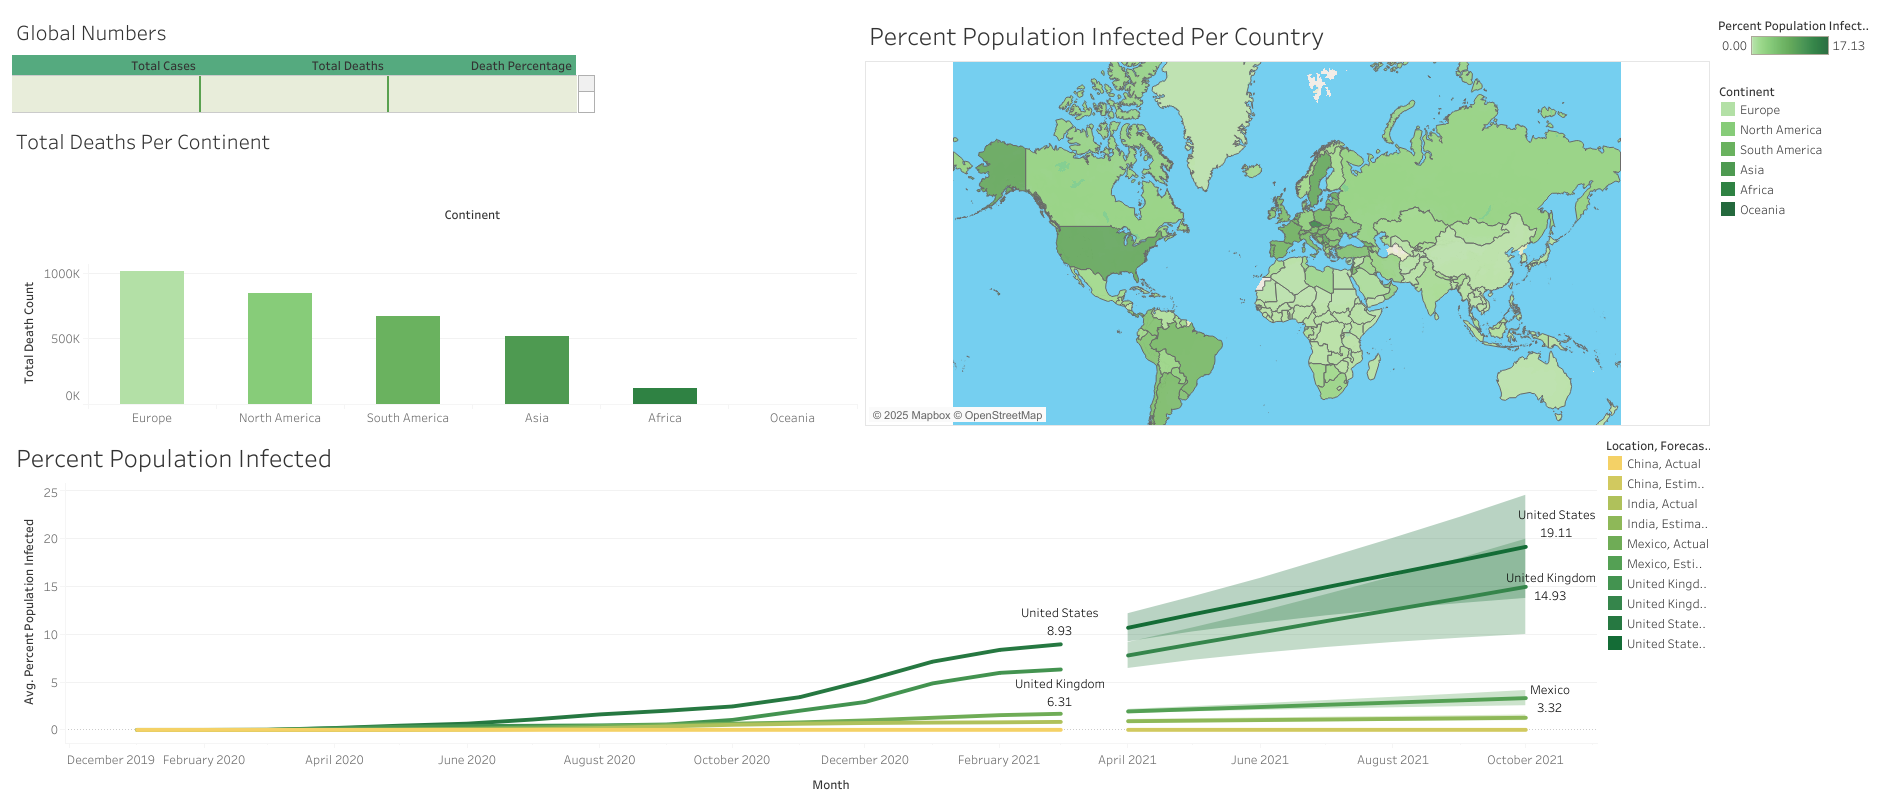 Global Numbers
Total Cases Total Deaths Death Percentage
Total Deaths Per Continent
Continent
Total Death Count
1000K
500K
0K
Europe North America South America Asia Africa Oceania
Percent Population Infected Per Country
© 2025 Mapbox © OpenStreetMap
Percent Population Infect..
0.00 17.13
Continent
Europe
North America
South America
Asia
Africa
Oceania
Percent Population Infected
Avg. Percent Population Infected
25
20
15
10
5
0
United States
8.93
United Kingdom
6.31
United States
19.11
United Kingdom
14.93
Mexico
3.32
December 2019 February 2020 April 2020 June 2020 August 2020 October 2020 December 2020 February 2021 April 2021 June 2021 August 2021 October 2021
Month
Location, Forecas..
China, Actual
China, Estim..
India, Actual
India, Estima..
Mexico, Actual
Mexico, Esti..
United Kingd..
United Kingd..
United State..
United State..